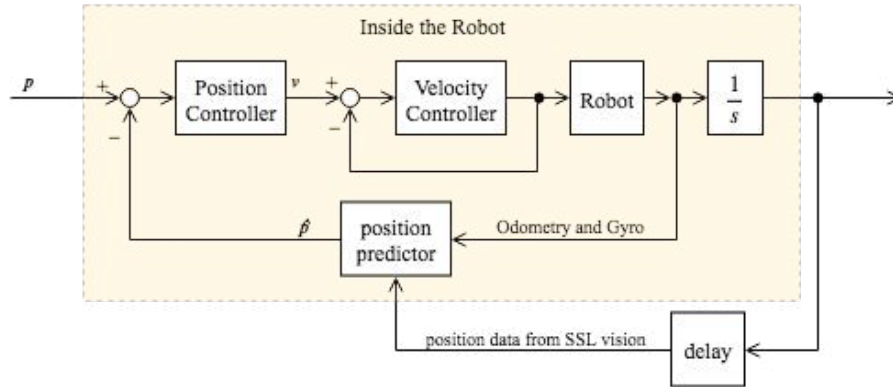 Inside the Robot
p
+
−
Position
Controller
v
+
−
Velocity
Controller
Robot
1
s
p̂
position
predictor
Odometry and Gyro
position data from SSL vision
delay